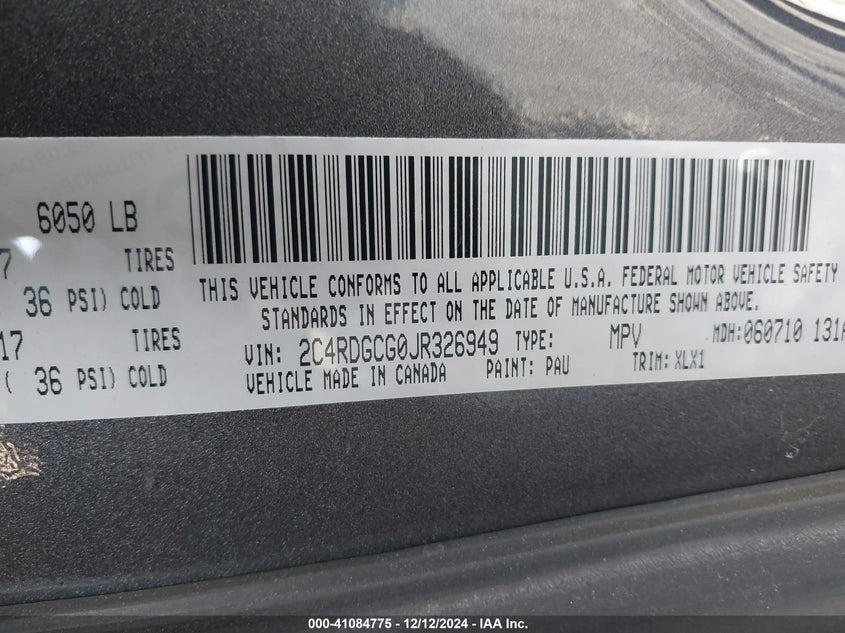 6050 LB
7 TIRES
36 PSI) COLD
17 TIRES
( 36 PSI) COLD
THIS VEHICLE CONFORMS TO ALL APPLICABLE U.S.A. FEDERAL MOTOR VEHICLE SAFETY
STANDARDS IN EFFECT ON THE DATE OF MANUFACTURE SHOWN ABOVE.
VIN: 2C4RDGCG0JR326949 TYPE: MPV MDH:060710 131A
VEHICLE MADE IN CANADA PAINT: PAU TRIM: XLX1
000-41084775 - 12/12/2024 - IAA Inc.